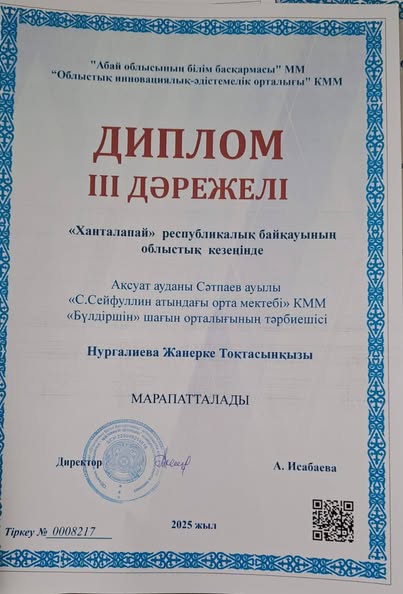 "Абай облысының білім басқармасы" ММ
"Облыстық инновациялық-әдістемелік орталығы" КММ
ДИПЛОМ
III ДӘРЕЖЕЛІ
«Ханталапай» республикалық байқауының
облыстық кезеңінде
Ақсуат ауданы Сәтпаев ауылы
«С.Сейфуллин атындағы орта мектебі» КММ
«Бүлдіршін» шағын орталығының тәрбиешісі
Нургалиева Жанерке Тоқтасынқызы
МАРАПАТТАЛАДЫ
Директор
А. Исабаева
Тіркеу № 0008217
2025 жыл